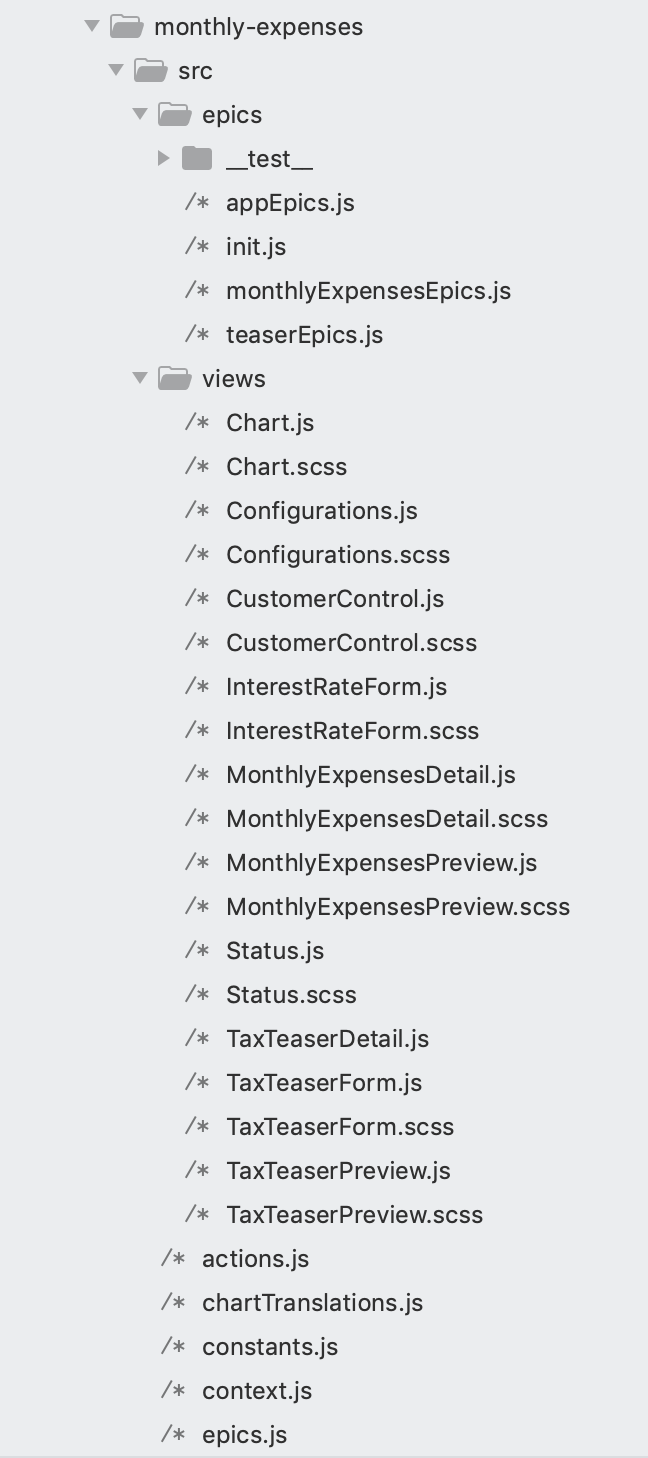 monthly-expenses
src
epics
__test__
/* appEpics.js
/* init.js
/* monthlyExpensesEpics.js
/* teaserEpics.js
views
/* Chart.js
/* Chart.scss
/* Configurations.js
/* Configurations.scss
/* CustomerControl.js
/* CustomerControl.scss
/* InterestRateForm.js
/* InterestRateForm.scss
/* MonthlyExpensesDetail.js
/* MonthlyExpensesDetail.scss
/* MonthlyExpensesPreview.js
/* MonthlyExpensesPreview.scss
/* Status.js
/* Status.scss
/* TaxTeaserDetail.js
/* TaxTeaserForm.js
/* TaxTeaserForm.scss
/* TaxTeaserPreview.js
/* TaxTeaserPreview.scss
/* actions.js
/* chartTranslations.js
/* constants.js
/* context.js
/* epics.js